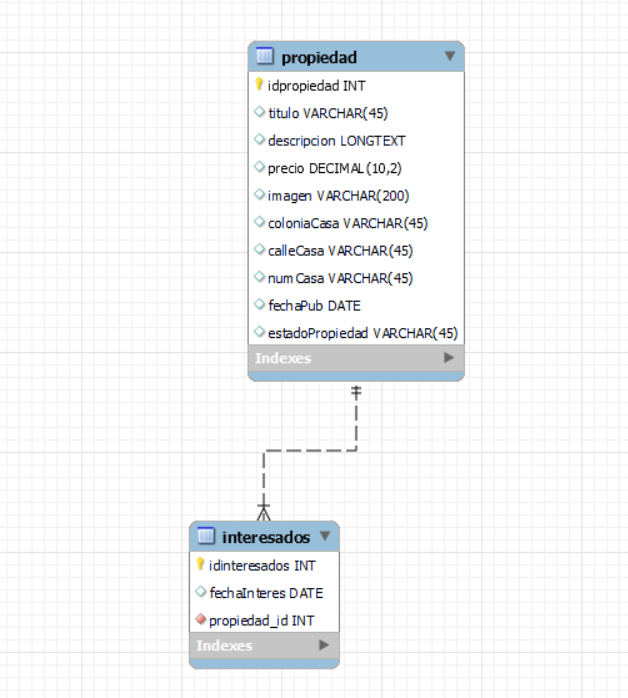 propiedad
idpropiedad INT
titulo VARCHAR(45)
descripcion LONGTEXT
precio DECIMAL(10,2)
imagen VARCHAR(200)
coloniaCasa VARCHAR(45)
calleCasa VARCHAR(45)
numCasa VARCHAR(45)
fechaPub DATE
estadoPropiedad VARCHAR(45)
Indexes
interesados
idinteresados INT
fechaInteres DATE
propiedad_id INT
Indexes